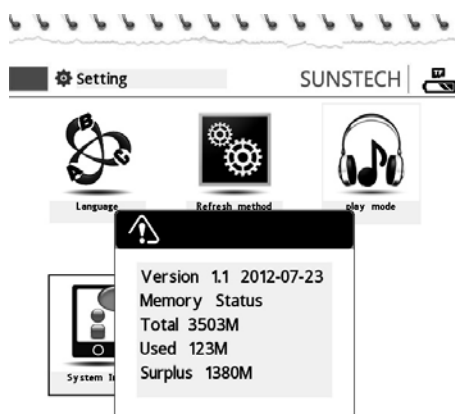 Setting
SUNSTECH
TF
A B C
Language
Refresh method
play mode
Version 1.1 2012-07-23
Memory Status
Total 3503M
Used 123M
Surplus 1380M
System